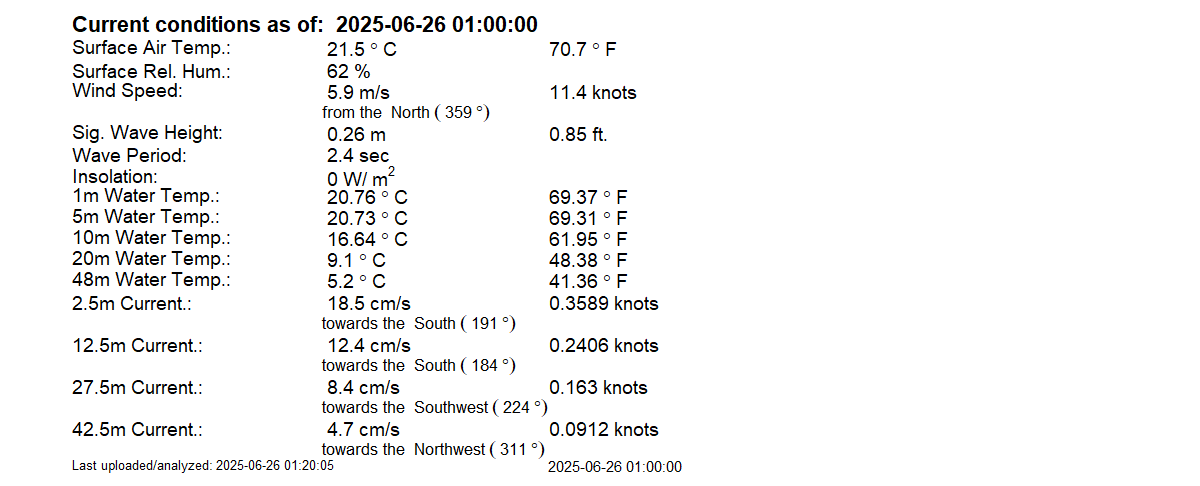 Current conditions as of: 2025-06-26 01:00:00
Surface Air Temp.: 21.5 ° C 70.7 ° F
Surface Rel. Hum.: 62 %
Wind Speed: 5.9 m/s 11.4 knots
from the North ( 359 °)
Sig. Wave Height: 0.26 m 0.85 ft.
Wave Period: 2.4 sec
Insolation: 0 W/ m²
1m Water Temp.: 20.76 ° C 69.37 ° F
5m Water Temp.: 20.73 ° C 69.31 ° F
10m Water Temp.: 16.64 ° C 61.95 ° F
20m Water Temp.: 9.1 ° C 48.38 ° F
48m Water Temp.: 5.2 ° C 41.36 ° F
2.5m Current.: 18.5 cm/s 0.3589 knots
towards the South ( 191 °)
12.5m Current.: 12.4 cm/s 0.2406 knots
towards the South ( 184 °)
27.5m Current.: 8.4 cm/s 0.163 knots
towards the Southwest ( 224 °)
42.5m Current.: 4.7 cm/s 0.0912 knots
towards the Northwest ( 311 °)
Last uploaded/analyzed: 2025-06-26 01:20:05 2025-06-26 01:00:00